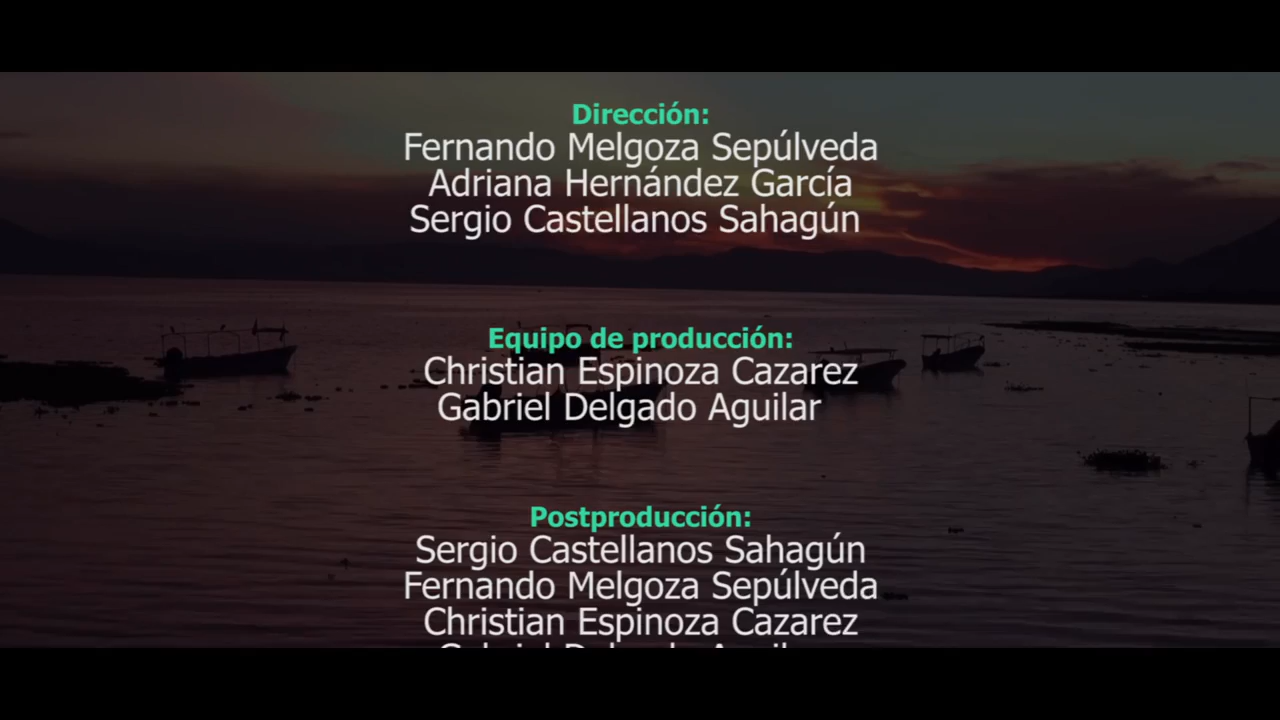 Dirección:
Fernando Melgoza Sepúlveda
Adriana Hernández García
Sergio Castellanos Sahagún
Equipo de producción:
Christian Espinoza Cazarez
Gabriel Delgado Aguilar
Postproducción:
Sergio Castellanos Sahagún
Fernando Melgoza Sepúlveda
Christian Espinoza Cazarez